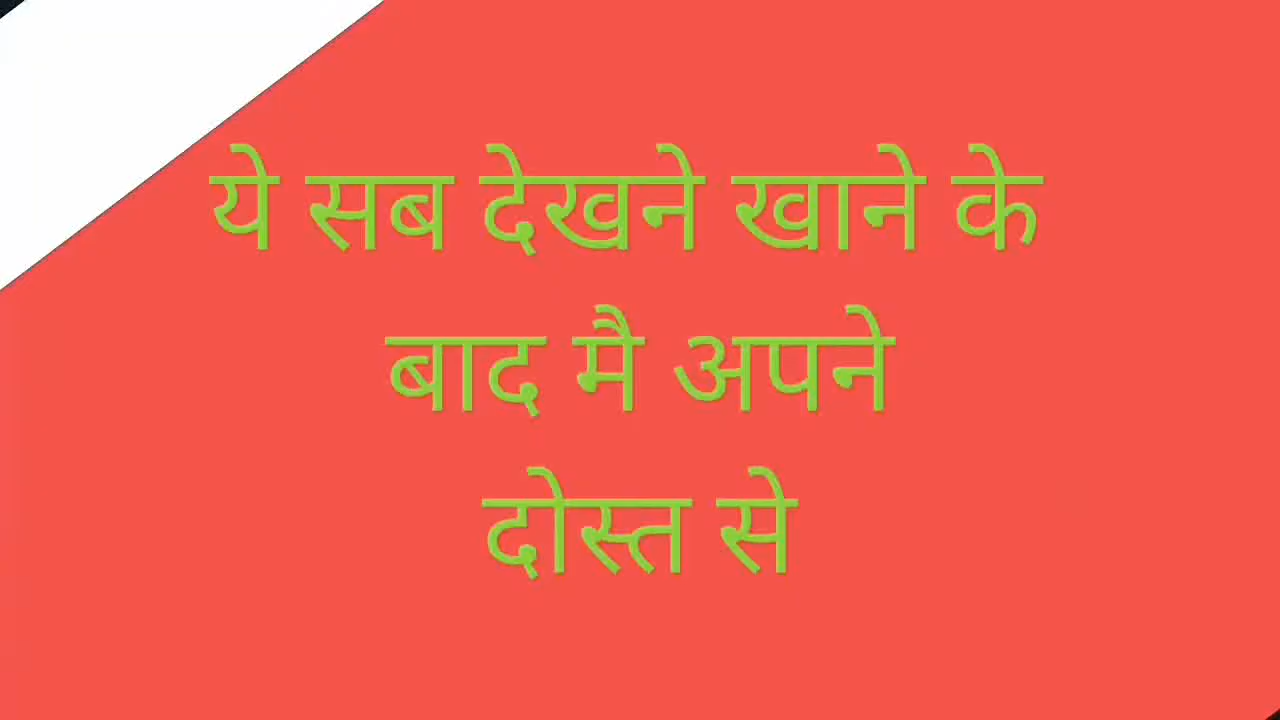 ये सब देखने खाने के
बाद मै अपने
दोस्त से